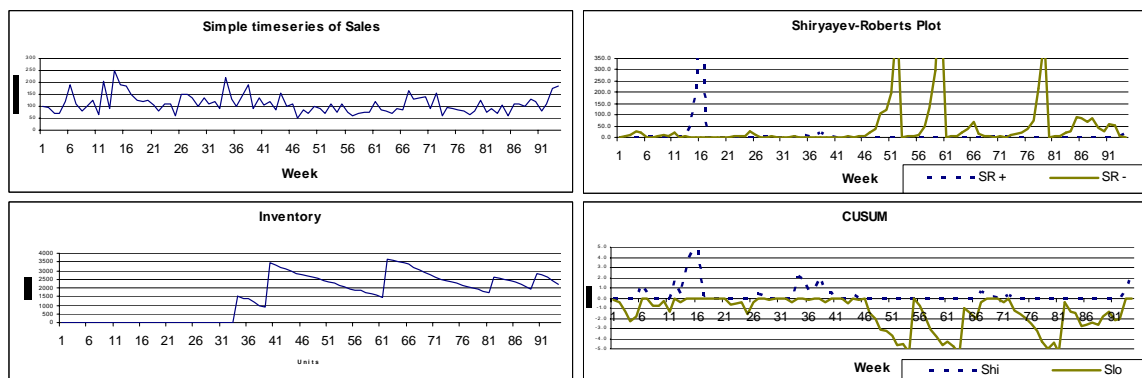 Simple timeseries of Sales
300
250
200
150
100
50
0
1 6 11 16 21 26 31 36 41 46 51 56 61 66 71 76 81 86 91
Week
Shiryayev-Roberts Plot
350.0
300.0
250.0
200.0
150.0
100.0
50.0
0.0
1 6 11 16 21 26 31 36 41 46 51 56 61 66 71 76 81 86 91
Week
SR + SR -
Inventory
4000
3500
3000
2500
2000
1500
1000
500
0
1 6 11 16 21 26 31 36 41 46 51 56 61 66 71 76 81 86 91
Units
CUSUM
5.0
4.0
3.0
2.0
1.0
0.0
-1.0
-2.0
-3.0
-4.0
-5.0
1 6 11 16 21 26 31 36 41 46 51 56 61 66 71 76 81 86 91
Week
Shi Slo